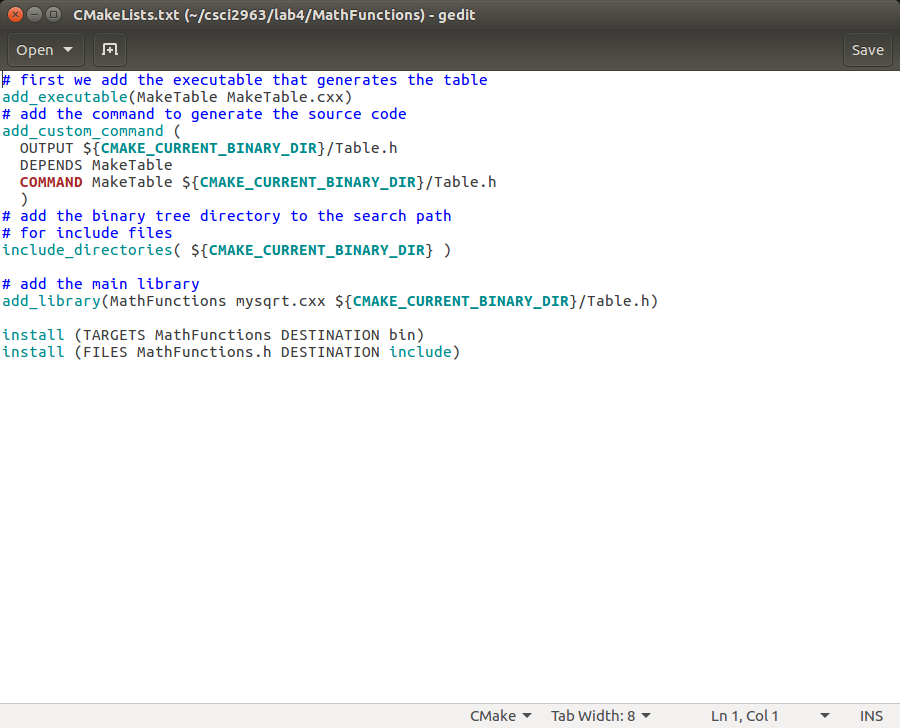 CMakeLists.txt (~/csci2963/lab4/MathFunctions) - gedit
Open
Save
# first we add the executable that generates the table
add_executable(MakeTable MakeTable.cxx)
# add the command to generate the source code
add_custom_command (
  OUTPUT ${CMAKE_CURRENT_BINARY_DIR}/Table.h
  DEPENDS MakeTable
  COMMAND MakeTable ${CMAKE_CURRENT_BINARY_DIR}/Table.h
  )
# add the binary tree directory to the search path
# for include files
include_directories( ${CMAKE_CURRENT_BINARY_DIR} )

# add the main library
add_library(MathFunctions mysqrt.cxx ${CMAKE_CURRENT_BINARY_DIR}/Table.h)

install (TARGETS MathFunctions DESTINATION bin)
install (FILES MathFunctions.h DESTINATION include)
CMake Tab Width: 8 Ln 1, Col 1 INS